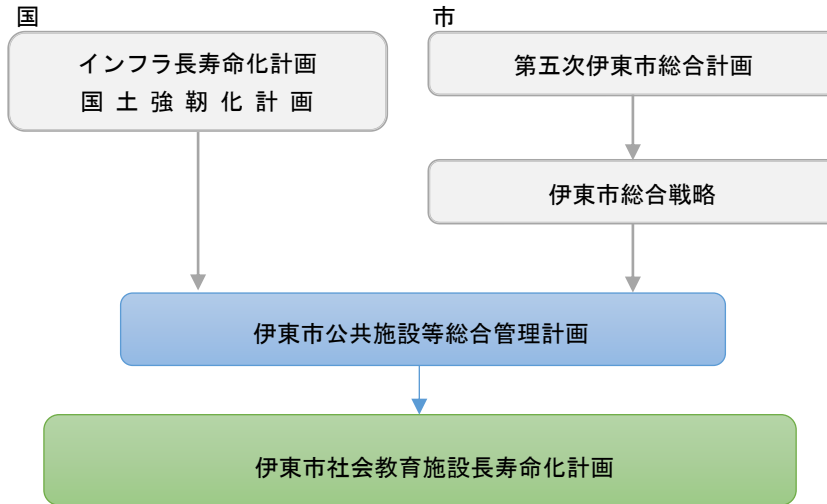 国
インフラ長寿命化計画
国土強靭化計画
市
第五次伊東市総合計画
伊東市総合戦略
伊東市公共施設等総合管理計画
伊東市社会教育施設長寿命化計画